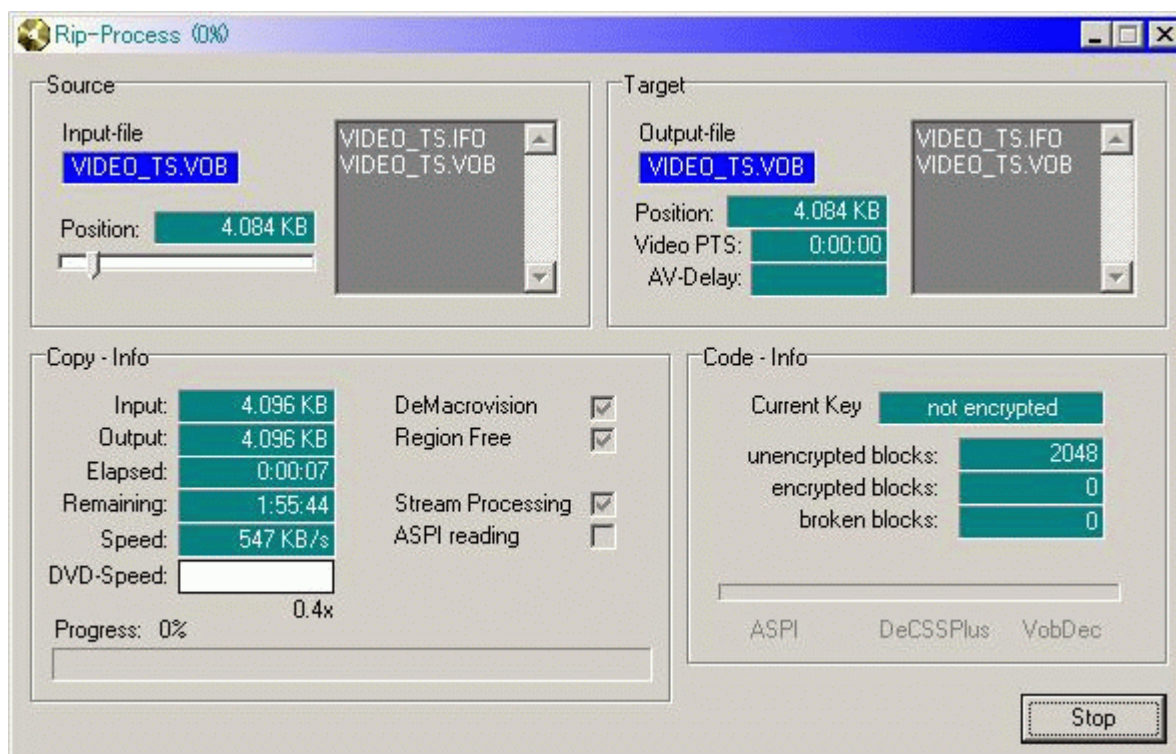 Rip-Process (0%)
Source
Input-file
VIDEO_TS.VOB
VIDEO_TS.IFO
VIDEO_TS.VOB
Position: 4.084 KB
Target
Output-file
VIDEO_TS.VOB
VIDEO_TS.IFO
VIDEO_TS.VOB
Position: 4.084 KB
Video PTS: 0:00:00
AV-Delay:
Copy - Info
Input: 4.096 KB
Output: 4.096 KB
Elapsed: 0:00:07
Remaining: 1:55:44
Speed: 547 KB/s
DVD-Speed:
0.4x
DeMacrovision
Region Free
Stream Processing
ASPI reading
Progress: 0%
Code - Info
Current Key not encrypted
unencrypted blocks: 2048
encrypted blocks: 0
broken blocks: 0
ASPI DeCSSPlus VobDec
Stop